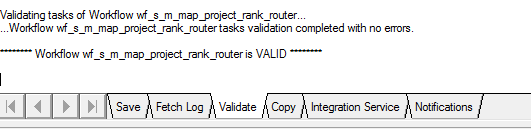 Validating tasks of Workflow wf_s_m_map_project_rank_router...
...Workflow wf_s_m_map_project_rank_router tasks validation completed with no errors.
******** Workflow wf_s_m_map_project_rank_router is VALID ********
Save Fetch Log Validate Copy Integration Service Notifications